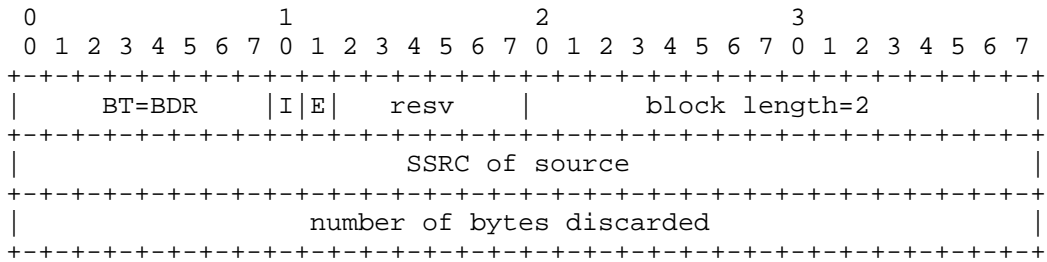 0                   1                   2                   3
 0 1 2 3 4 5 6 7 0 1 2 3 4 5 6 7 0 1 2 3 4 5 6 7 0 1 2 3 4 5 6 7
+-+-+-+-+-+-+-+-+-+-+-+-+-+-+-+-+-+-+-+-+-+-+-+-+-+-+-+-+-+-+-+-+
|     BT=BDR    |I|E|    resv   |       block length=2          |
+-+-+-+-+-+-+-+-+-+-+-+-+-+-+-+-+-+-+-+-+-+-+-+-+-+-+-+-+-+-+-+-+
|                        SSRC of source                         |
+-+-+-+-+-+-+-+-+-+-+-+-+-+-+-+-+-+-+-+-+-+-+-+-+-+-+-+-+-+-+-+-+
|                  number of bytes discarded                    |
+-+-+-+-+-+-+-+-+-+-+-+-+-+-+-+-+-+-+-+-+-+-+-+-+-+-+-+-+-+-+-+-+